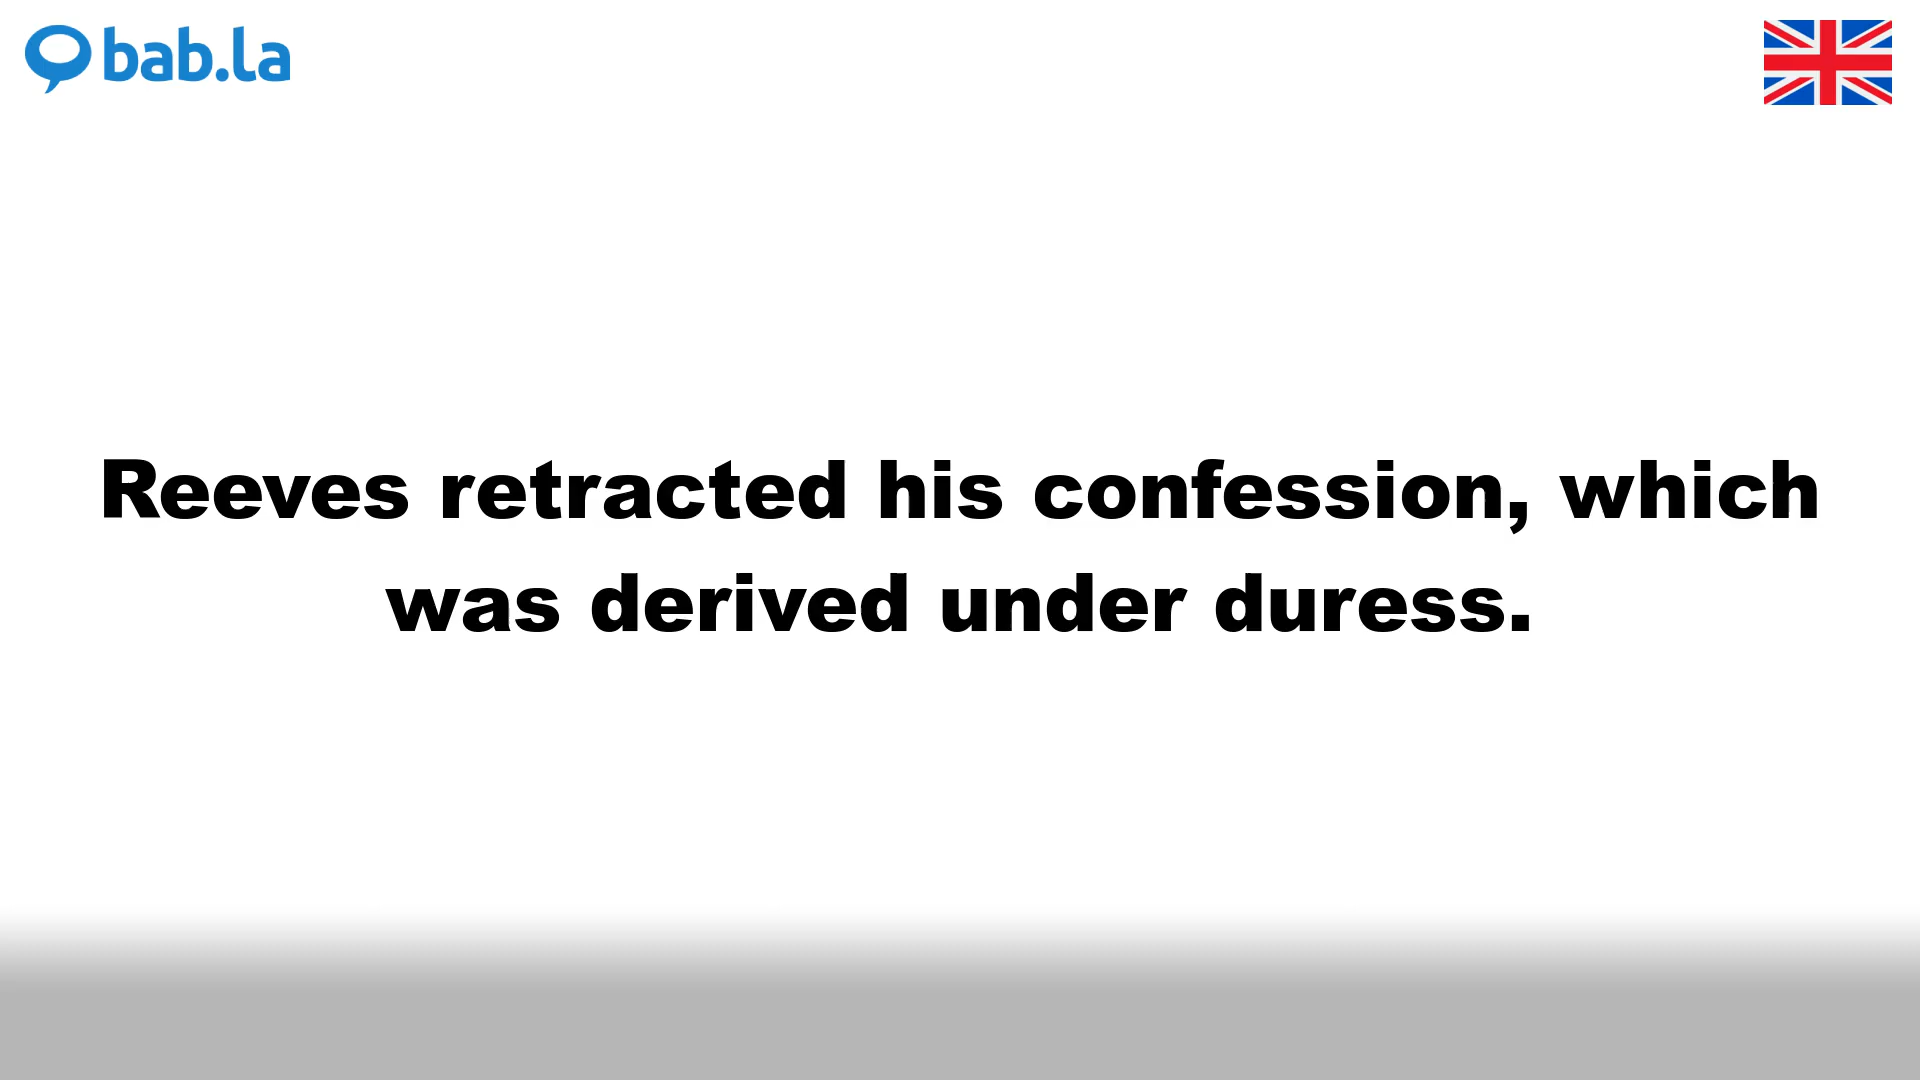 bab.la
Reeves retracted his confession, which
was derived under duress.